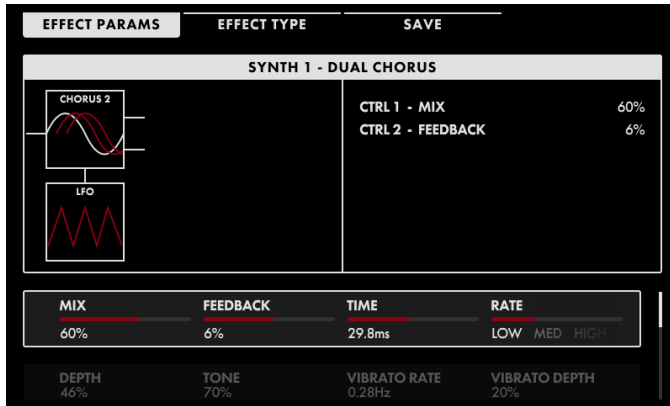 EFFECT PARAMS EFFECT TYPE SAVE
SYNTH 1 - DUAL CHORUS
CHORUS 2
LFO
CTRL 1 - MIX 60%
CTRL 2 - FEEDBACK 6%
MIX FEEDBACK TIME RATE
60% 6% 29.8ms LOW MED HIGH
DEPTH TONE VIBRATO RATE VIBRATO DEPTH
46% 70% 0.28Hz 20%